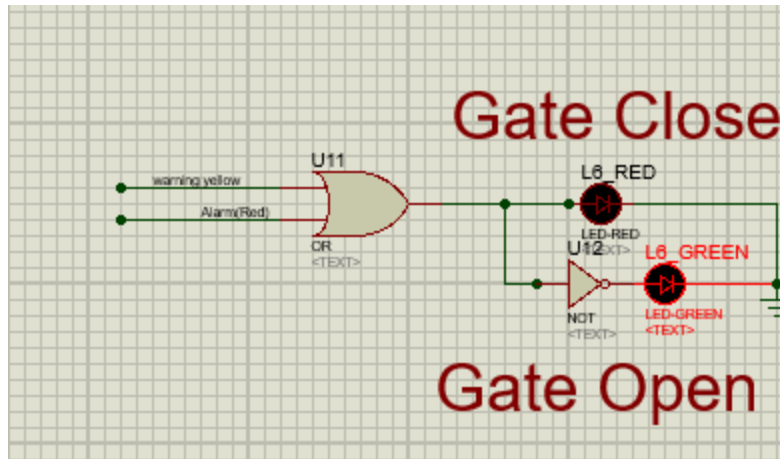 Gate Close
U11
L6_RED
warning yellow
Alarm(Red)
LED-RED
<TEXT>
OR
<TEXT>
U12
L6_GREEN
NOT
<TEXT>
LED-GREEN
<TEXT>
Gate Open